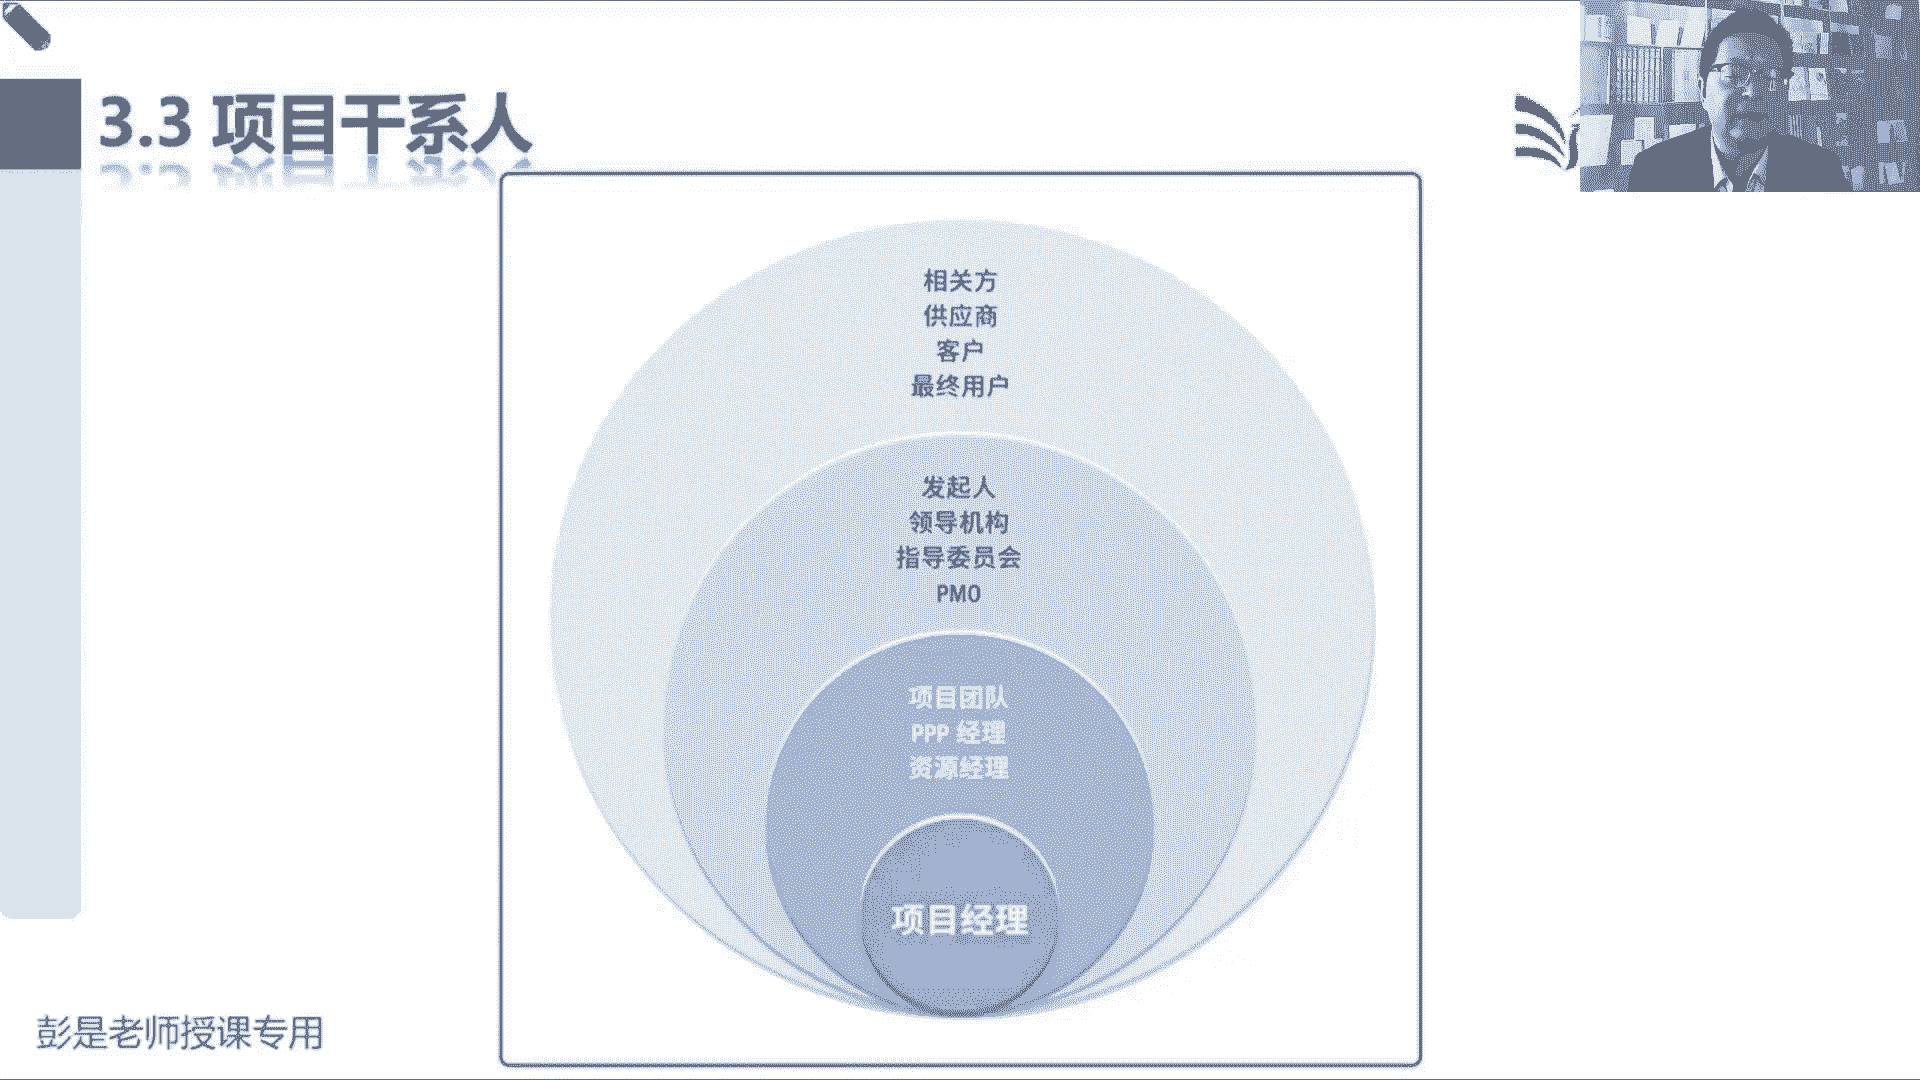 3.3 项目干系人
相关方
供应商
客户
最终用户
发起人
领导机构
指导委员会
PMO
项目团队
PPP 经理
资源经理
项目经理
彭是老师授课专用